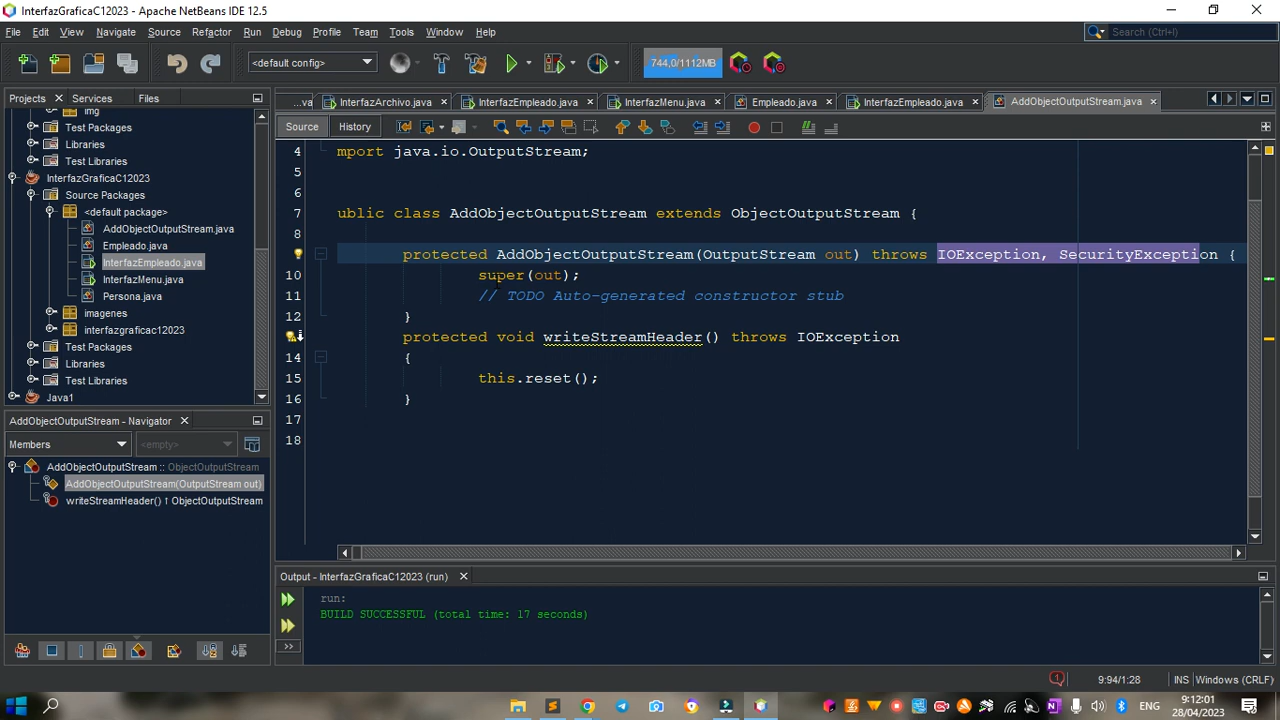 InterfazGraficaC12023 - Apache NetBeans IDE 12.5
File Edit View Navigate Source Refactor Run Debug Profile Team Tools Window Help
Search (Ctrl+I)
<default config>
744,0/1112MB
Projects Services Files
...va InterfazArchivo.java InterfazEmpleado.java InterfazMenu.java Empleado.java InterfazEmpleado.java AddObjectOutputStream.java
Source History
img
Test Packages
Libraries
Test Libraries
InterfazGraficaC12023
Source Packages
<default package>
AddObjectOutputStream.java
Empleado.java
InterfazEmpleado.java
InterfazMenu.java
Persona.java
imagenes
interfazgraficac12023
Test Packages
Libraries
Test Libraries
Java1
4 mport java.io.OutputStream;
5
6
7 ublic class AddObjectOutputStream extends ObjectOutputStream {
8
protected AddObjectOutputStream(OutputStream out) throws IOException, SecurityException {
10 super(out);
11 // TODO Auto-generated constructor stub
12 }
protected void writeStreamHeader() throws IOException
14 {
15 this.reset();
16 }
17
18
AddObjectOutputStream - Navigator
Members
<empty>
AddObjectOutputStream :: ObjectOutputStream
AddObjectOutputStream(OutputStream out)
writeStreamHeader() ↑ ObjectOutputStream
Output - InterfazGraficaC12023 (run)
run:
BUILD SUCCESSFUL (total time: 17 seconds)
1 9:94/1:28 INS Windows (CRLF)
ENG
9:12:01
28/04/2023